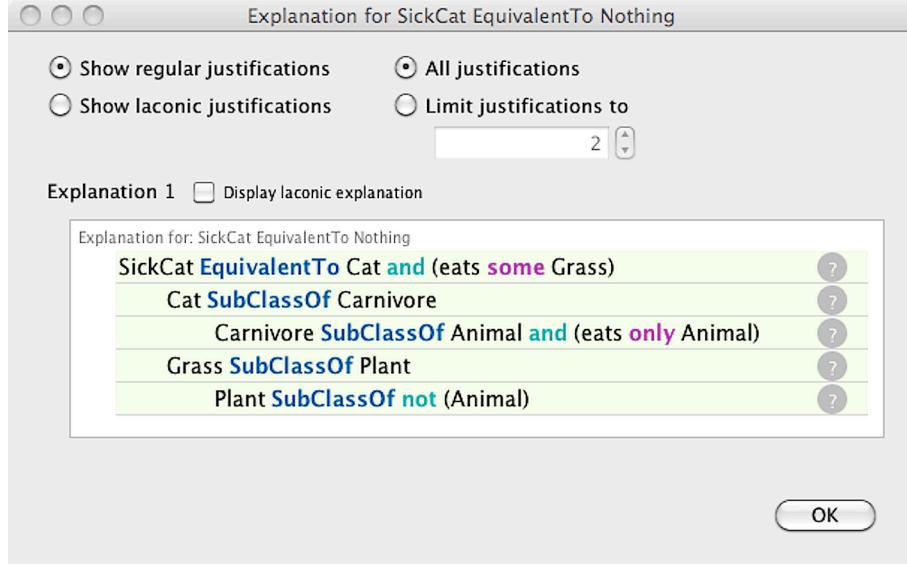 Explanation for SickCat EquivalentTo Nothing
Show regular justifications All justifications
Show laconic justifications Limit justifications to
2
Explanation 1 Display laconic explanation
Explanation for: SickCat EquivalentTo Nothing
SickCat EquivalentTo Cat and (eats some Grass) ?
Cat SubClassOf Carnivore ?
Carnivore SubClassOf Animal and (eats only Animal) ?
Grass SubClassOf Plant ?
Plant SubClassOf not (Animal) ?
OK